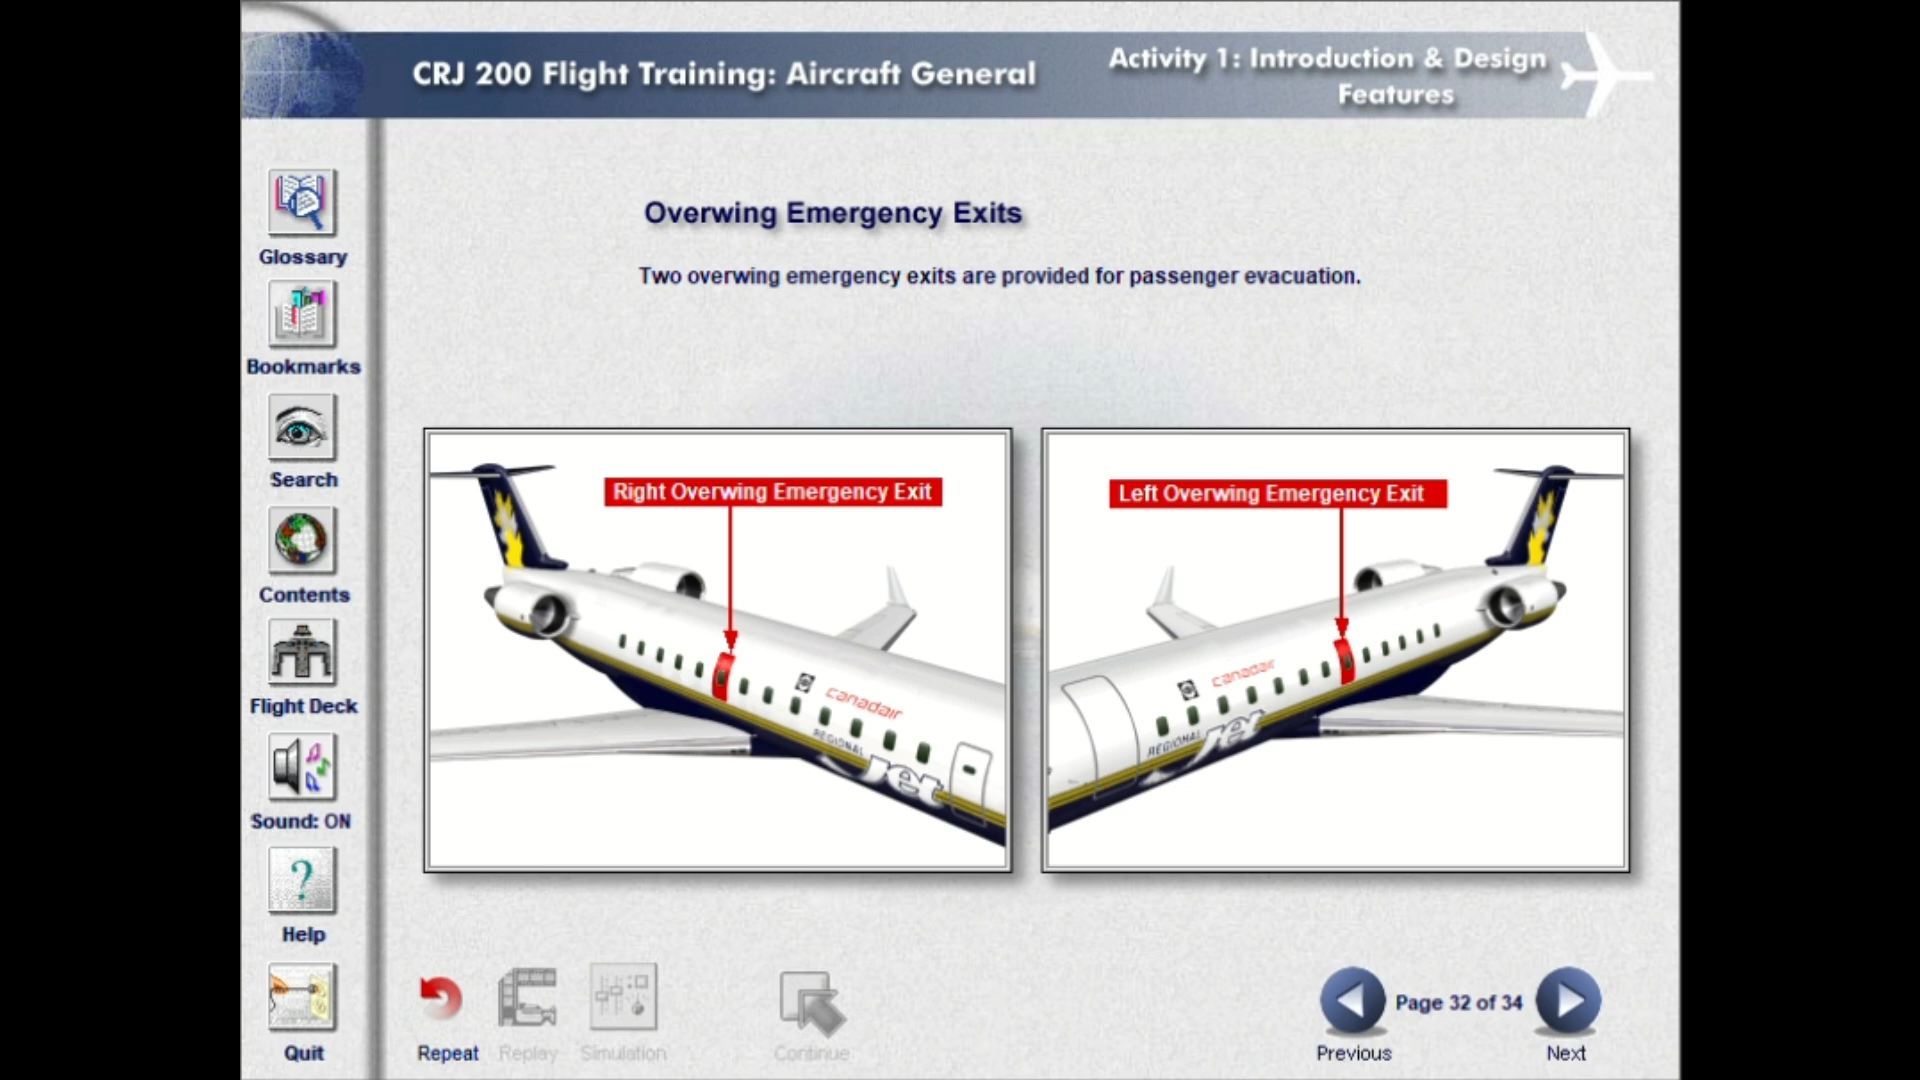 CRJ 200 Flight Training: Aircraft General
Activity 1: Introduction & Design
Features
Glossary
Bookmarks
Search
Contents
Flight Deck
Sound: ON
Help
Quit
Overwing Emergency Exits
Two overwing emergency exits are provided for passenger evacuation.
Right Overwing Emergency Exit
canadair
REGIONAL
Jet
Left Overwing Emergency Exit
canadair
REGIONAL
Jet
Repeat
Replay
Simulation
Continue
Previous
Page 32 of 34
Next